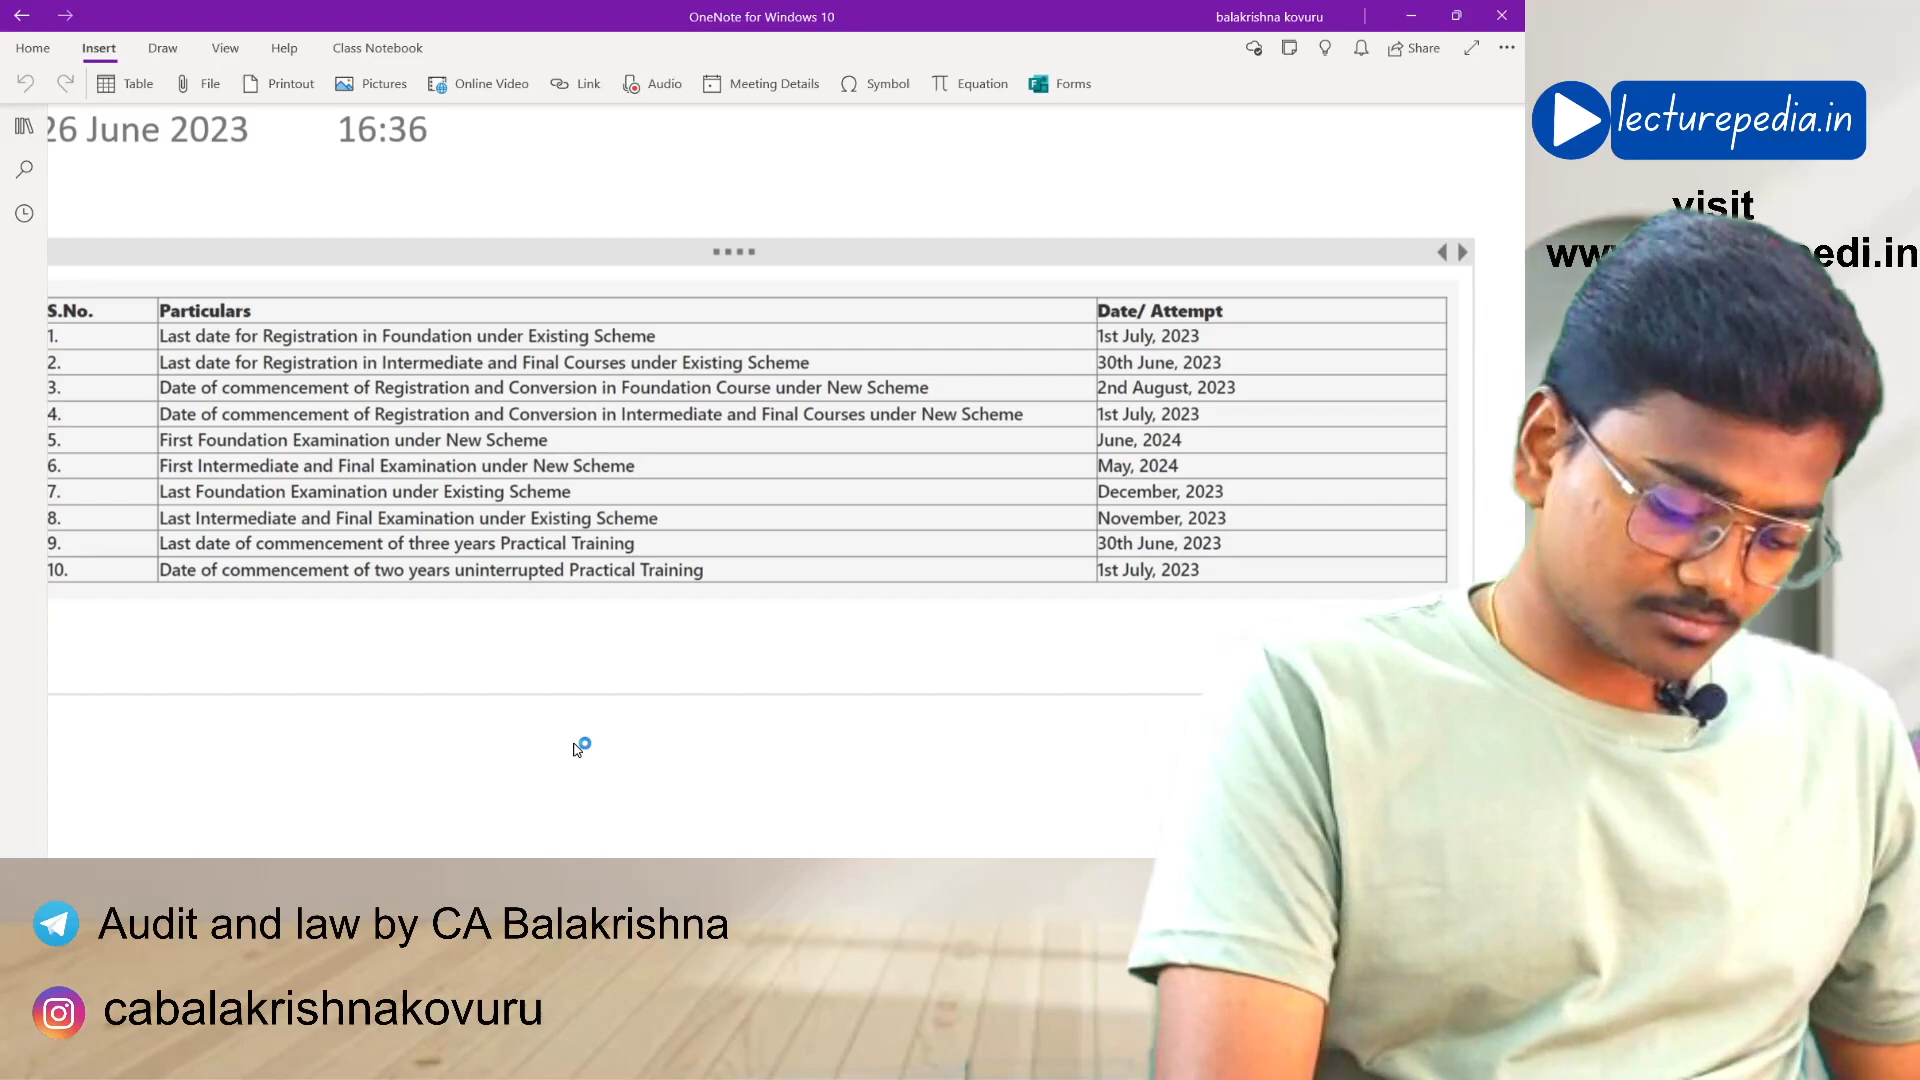 OneNote for Windows 10
balakrishna kovuru
Home Insert Draw View Help Class Notebook
Share
Table File Printout Pictures Online Video Link Audio Meeting Details Symbol Equation Forms
26 June 2023 16:36
lecturepedia.in
visit
edi.in
S.No. Particulars Date/ Attempt
1. Last date for Registration in Foundation under Existing Scheme 1st July, 2023
2. Last date for Registration in Intermediate and Final Courses under Existing Scheme 30th June, 2023
3. Date of commencement of Registration and Conversion in Foundation Course under New Scheme 2nd August, 2023
4. Date of commencement of Registration and Conversion in Intermediate and Final Courses under New Scheme 1st July, 2023
5. First Foundation Examination under New Scheme June, 2024
6. First Intermediate and Final Examination under New Scheme May, 2024
7. Last Foundation Examination under Existing Scheme December, 2023
8. Last Intermediate and Final Examination under Existing Scheme November, 2023
9. Last date of commencement of three years Practical Training 30th June, 2023
10. Date of commencement of two years uninterrupted Practical Training 1st July, 2023
Audit and law by CA Balakrishna
cabalakrishnakovuru